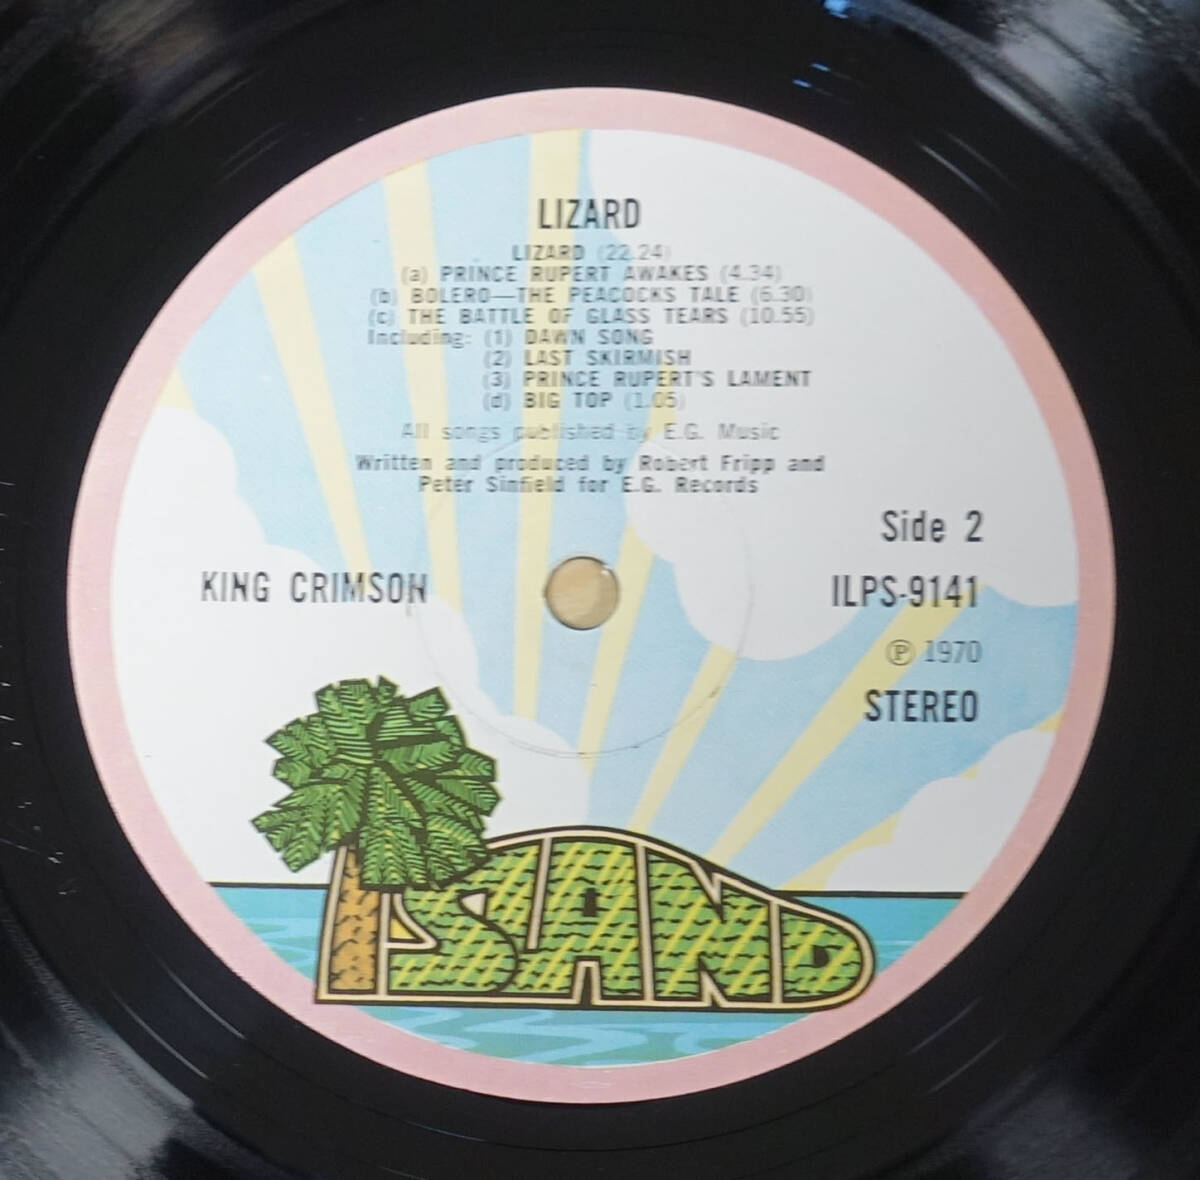 LIZARD
LIZARD (22.24)
(a) PRINCE RUPERT AWAKES (4.34)
(b) BOLERO—THE PEACOCKS TALE (6.30)
(c) THE BATTLE OF GLASS TEARS (10.55)
Including: (1) DAWN SONG
(2) LAST SKIRMISH
(3) PRINCE RUPERT'S LAMENT
(d) BIG TOP (1.05)
All songs published by E.G. Music
Written and produced by Robert Fripp and
Peter Sinfield for E.G. Records
Side 2
KING CRIMSON
ILPS-9141
℗ 1970
STEREO
ISLAND